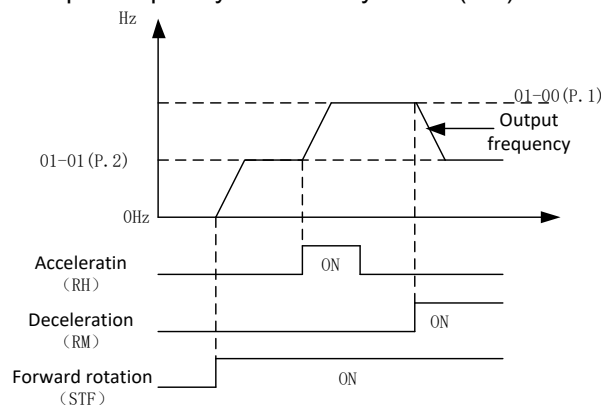 Hz
01-00(P.1)
Output
frequency
01-01(P.2)
0Hz
Acceleratin
(RH)
ON
Deceleration
(RM)
ON
Forward rotation
(STF)
ON